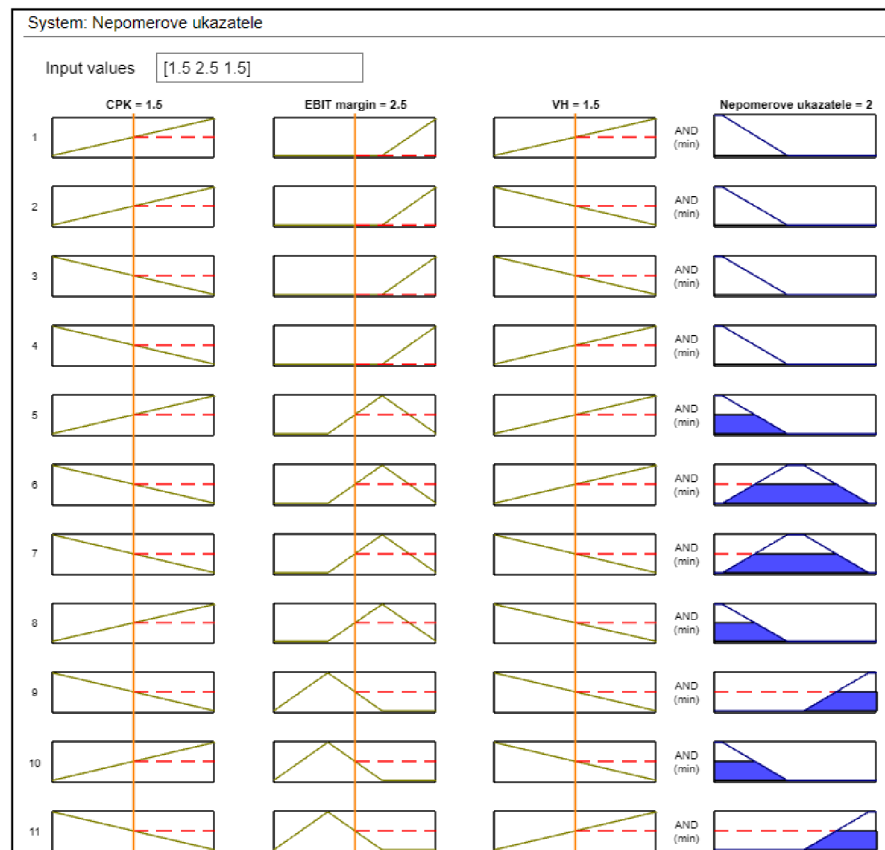 System: Nepomerove ukazatele
Input values [1.5 2.5 1.5]
CPK = 1.5 EBIT margin = 2.5 VH = 1.5 Nepomerove ukazatele = 2
1 AND
(min)
2 AND
(min)
3 AND
(min)
4 AND
(min)
5 AND
(min)
6 AND
(min)
7 AND
(min)
8 AND
(min)
9 AND
(min)
10 AND
(min)
11 AND
(min)